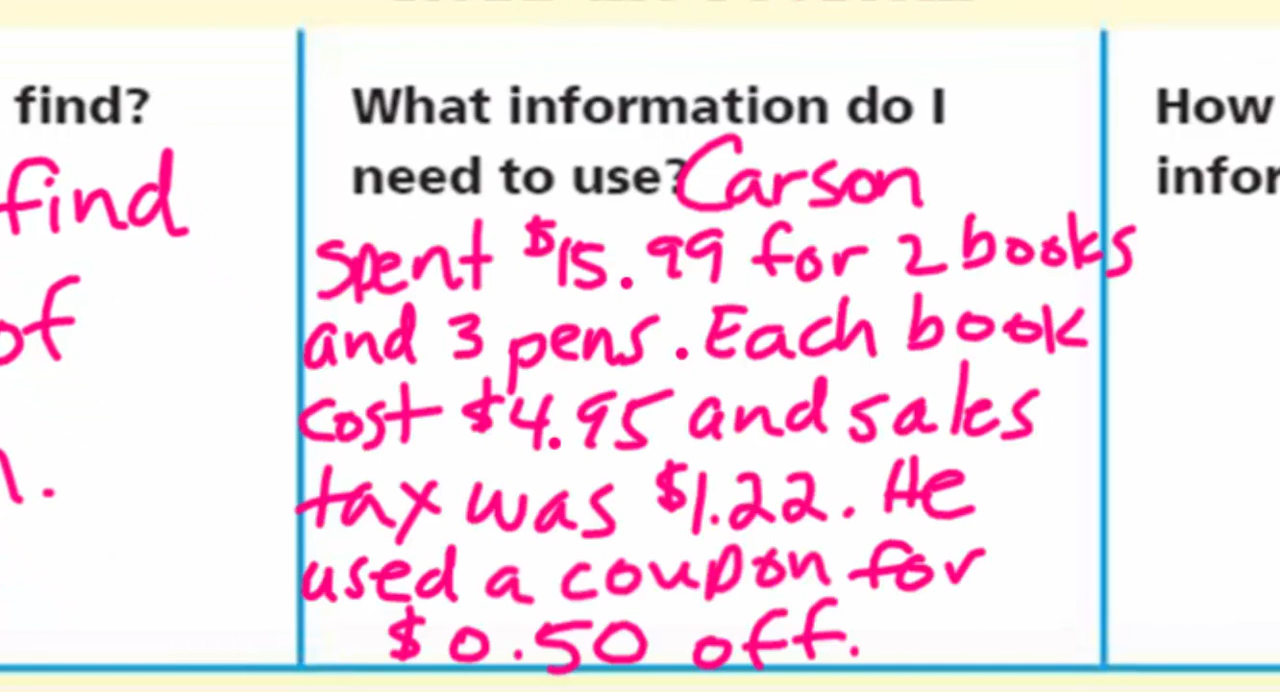 find?
find
of
.
What information do I
need to use? Carson
spent $15.99 for 2 books
and 3 pens. Each book
cost $4.95 and sales
tax was $1.22. He
used a coupon for
$0.50 off.
How
infor